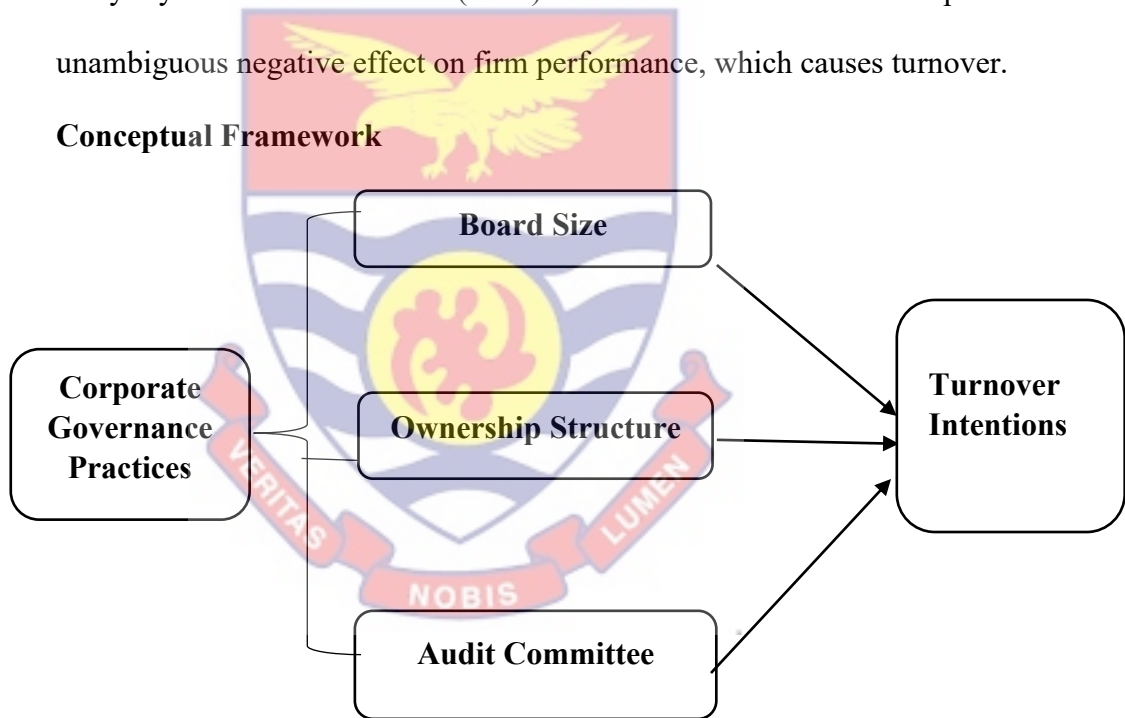 unambiguous negative effect on firm performance, which causes turnover.
Conceptual Framework
Board Size
Corporate
Governance
Practices
Ownership Structure
Turnover
Intentions
Audit Committee
VERITAS
NOBIS
LUMEN